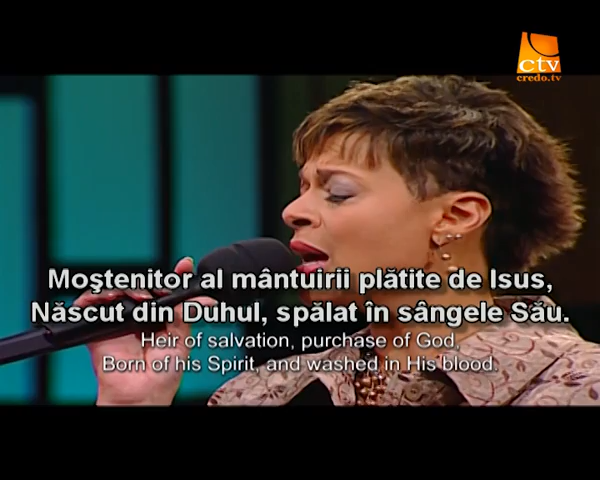 ctv
credo.tv
Moştenitor al mântuirii plătite de Isus,
Născut din Duhul, spălat în sângele Său.
Heir of salvation, purchase of God,
Born of his Spirit, and washed in His blood.